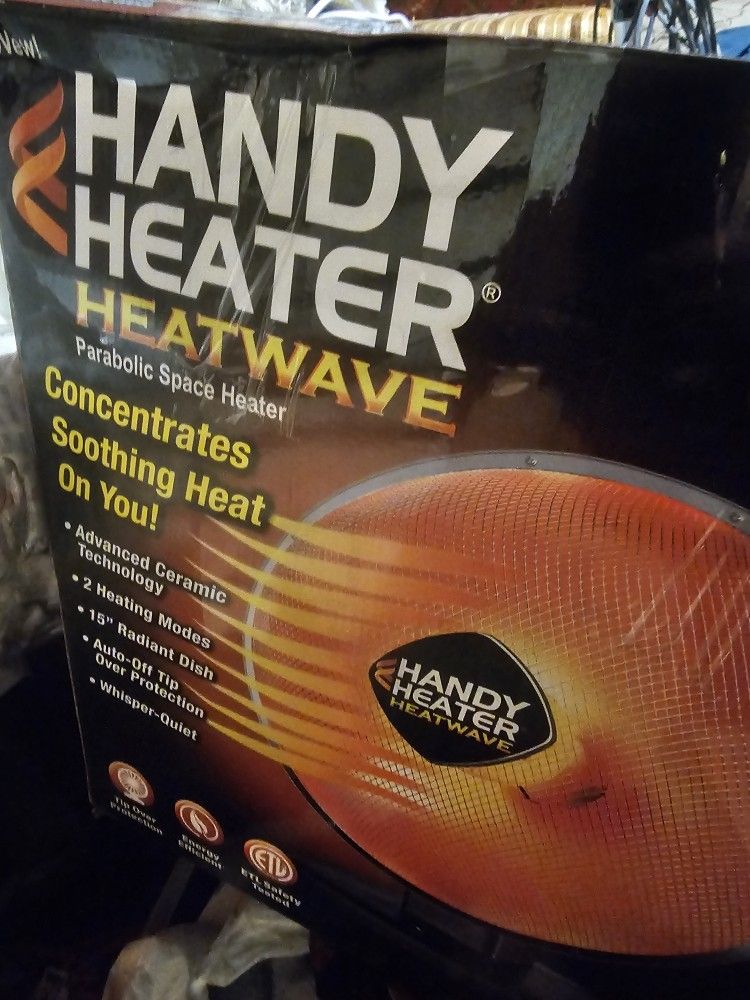 New!
HANDY
HEATER®
HEATWAVE
Parabolic Space Heater
Concentrates
Soothing Heat
On You!
• Advanced Ceramic
Technology
• 2 Heating Modes
• 15" Radiant Dish
• Auto-Off Tip
Over Protection
• Whisper-Quiet
HANDY
HEATER
HEATWAVE
Tip Over
Protection
Energy
Efficient
ETL
ETL Safety
Tested